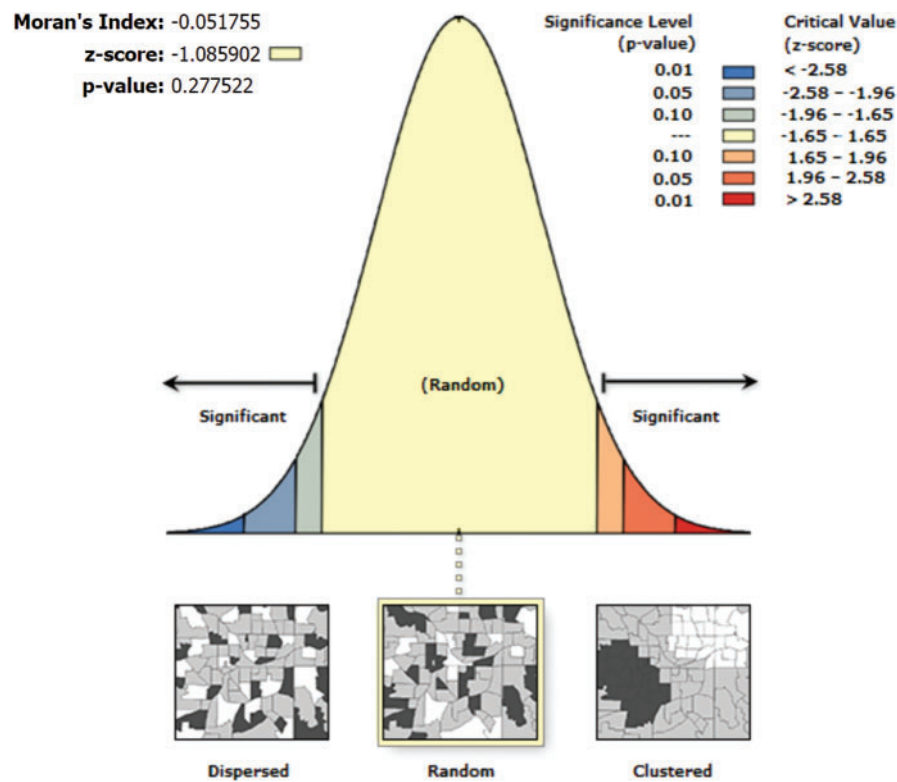 Moran's Index: -0.051755
z-score: -1.085902
p-value: 0.277522
Significance Level
(p-value)
Critical Value
(z-score)
0.01 < -2.58
0.05 -2.58 – -1.96
0.10 -1.96 – -1.65
--- -1.65 – 1.65
0.10 1.65 – 1.96
0.05 1.96 – 2.58
0.01 > 2.58
(Random)
Significant
Significant
Dispersed
Random
Clustered